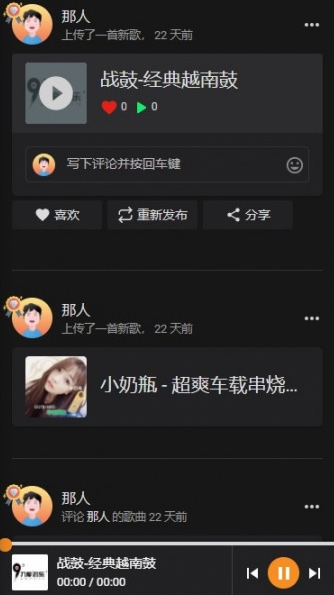 那人
上传了一首新歌， 22 天前
战鼓-经典越南鼓
0 0
写下评论并按回车键
喜欢 重新发布 分享
那人
上传了一首新歌， 22 天前
小奶瓶 - 超爽车载串烧...
那人
评论 那人 的歌曲 22 天前
战鼓-经典越南鼓
00:00 / 00:00